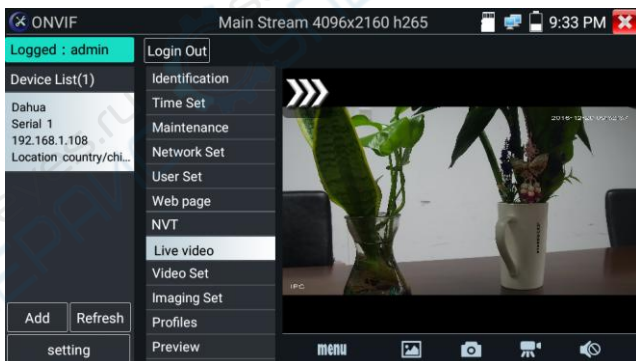 ONVIF
Main Stream 4096x2160 h265
9:33 PM
Logged : admin
Login Out
Device List(1)
Dahua
Serial 1
192.168.1.108
Location country/chi...
Add
Refresh
setting
Identification
Time Set
Maintenance
Network Set
User Set
Web page
NVT
Live video
Video Set
Imaging Set
Profiles
Preview
IPC
menu